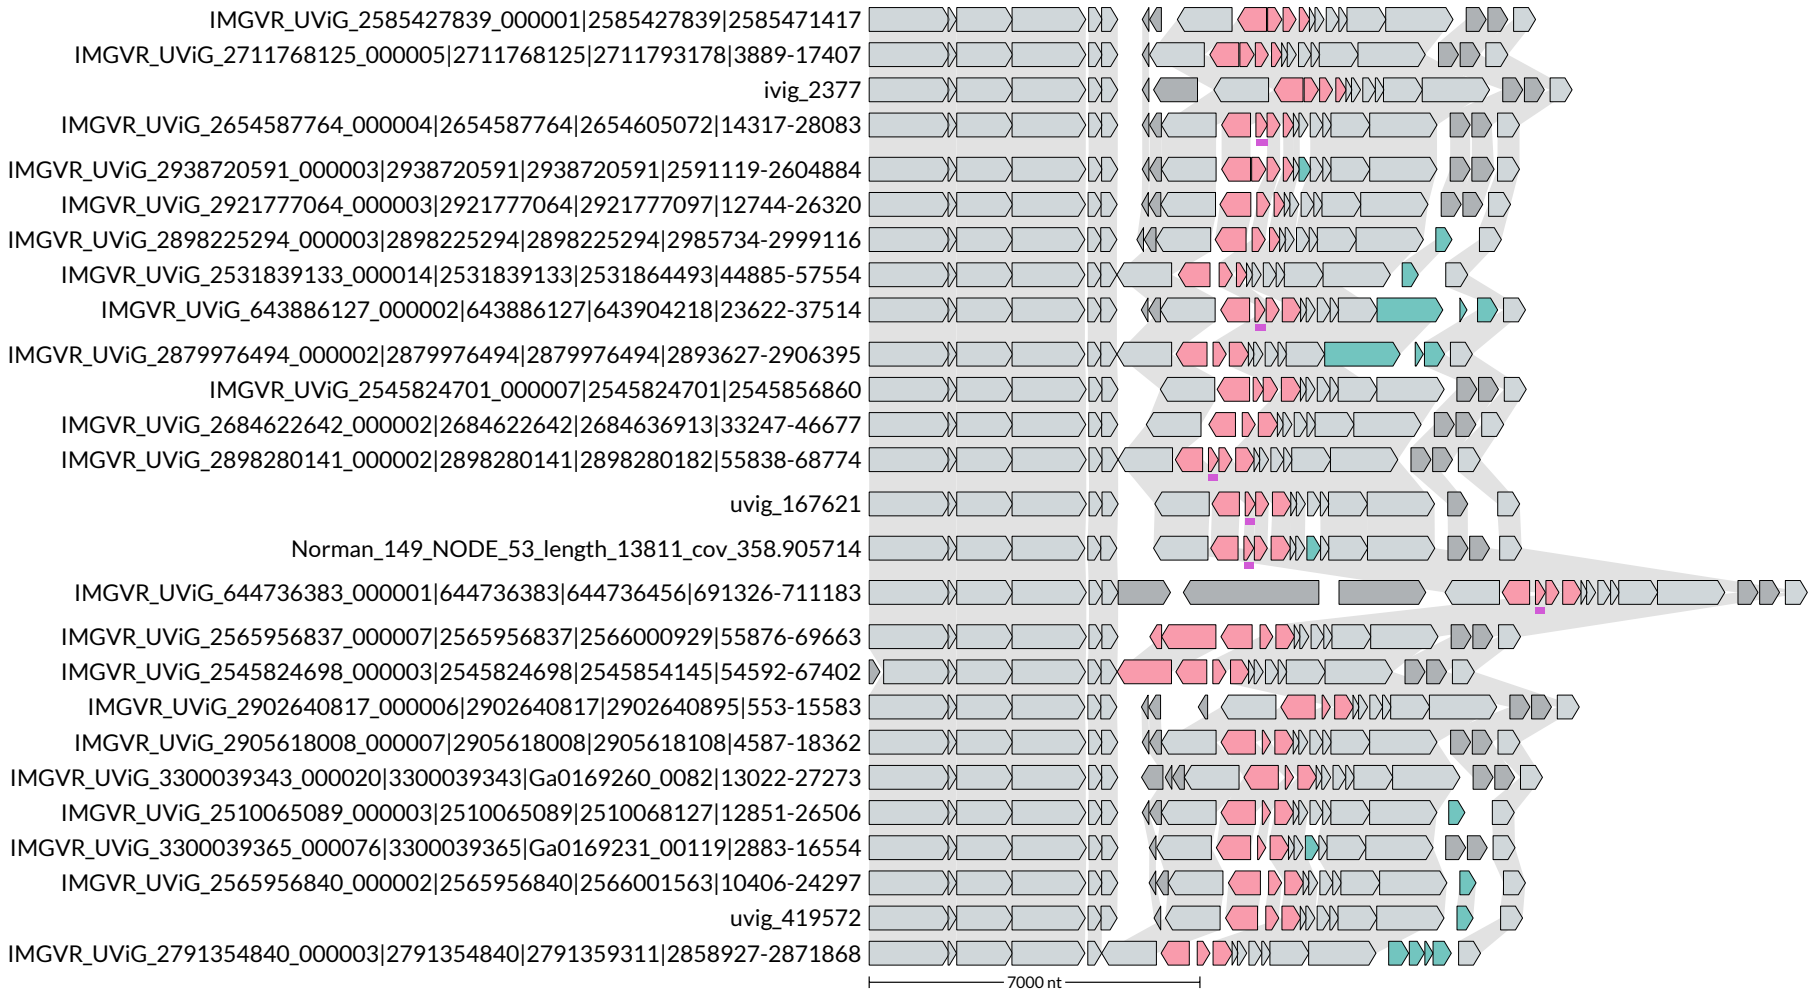 IMGVR_UViG_2585427839_000001|2585427839|2585471417
IMGVR_UViG_2711768125_000005|2711768125|2711793178|3889-17407
ivig_2377
IMGVR_UViG_2654587764_000004|2654587764|2654605072|14317-28083
IMGVR_UViG_2938720591_000003|2938720591|2938720591|2591119-2604884
IMGVR_UViG_2921777064_000003|2921777064|2921777097|12744-26320
IMGVR_UViG_2898225294_000003|2898225294|2898225294|2985734-2999116
IMGVR_UViG_2531839133_000014|2531839133|2531864493|44885-57554
IMGVR_UViG_643886127_000002|643886127|643904218|23622-37514
IMGVR_UViG_2879976494_000002|2879976494|2879976494|2893627-2906395
IMGVR_UViG_2545824701_000007|2545824701|2545856860
IMGVR_UViG_2684622642_000002|2684622642|2684636913|33247-46677
IMGVR_UViG_2898280141_000002|2898280141|2898280182|55838-68774
uvig_167621
Norman_149_NODE_53_length_13811_cov_358.905714
IMGVR_UViG_644736383_000001|644736383|644736456|691326-711183
IMGVR_UViG_2565956837_000007|2565956837|2566000929|55876-69663
IMGVR_UViG_2545824698_000003|2545824698|2545854145|54592-67402
IMGVR_UViG_2902640817_000006|2902640817|2902640895|553-15583
IMGVR_UViG_2905618008_000007|2905618008|2905618108|4587-18362
IMGVR_UViG_3300039343_000020|3300039343|Ga0169260_0082|13022-27273
IMGVR_UViG_2510065089_000003|2510065089|2510068127|12851-26506
IMGVR_UViG_3300039365_000076|3300039365|Ga0169231_00119|2883-16554
IMGVR_UViG_2565956840_000002|2565956840|2566001563|10406-24297
uvig_419572
IMGVR_UViG_2791354840_000003|2791354840|2791359311|2858927-2871868
7000 nt